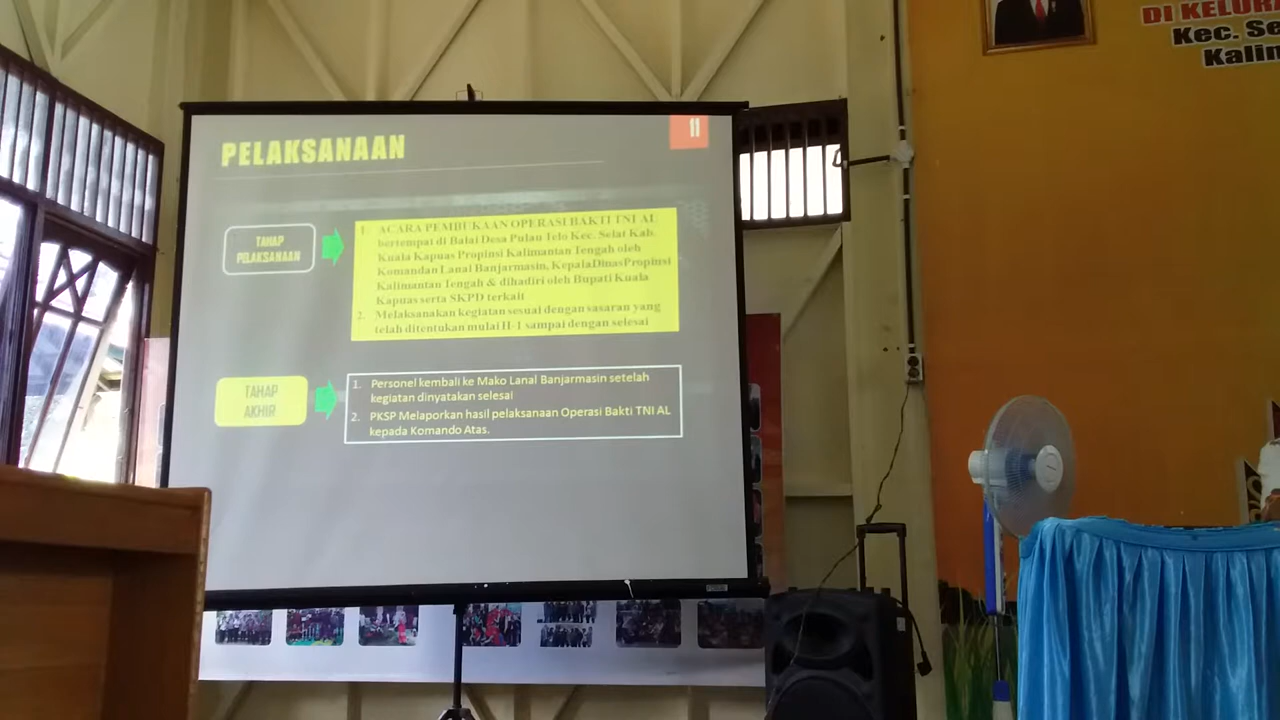 DI KELURA
Kec. Se
Kalim
11
PELAKSANAAN
TAHAP
PELAKSANAAN
1. ACARA PEMBUKAAN OPERASI BAKTI TNI AL
bertempat di Balai Desa Pulau Telo Kec. Selat Kab.
Kuala Kapuas Propinsi Kalimantan Tengah oleh
Komandan Lanal Banjarmasin, KepalaDinasPropinsi
Kalimantan Tengah & dihadiri oleh Bupati Kuala
Kapuas serta SKPD terkait
2. Melaksanakan kegiatan sesuai dengan sasaran yang
telah ditentukan mulai H-1 sampai dengan selesai
TAHAP
AKHIR
1. Personel kembali ke Mako Lanal Banjarmasin setelah
kegiatan dinyatakan selesai
2. PKSP Melaporkan hasil pelaksanaan Operasi Bakti TNI AL
kepada Komando Atas.